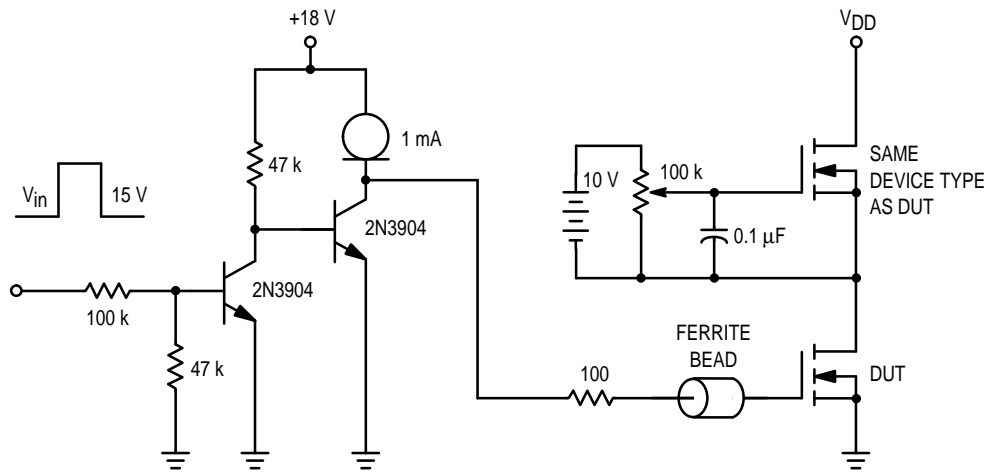 +18 V
V_DD
1 mA
47 k
SAME
DEVICE TYPE
AS DUT
10 V
100 k
V_in
15 V
2N3904
0.1 μF
2N3904
100 k
FERRITE
BEAD
47 k
100
DUT